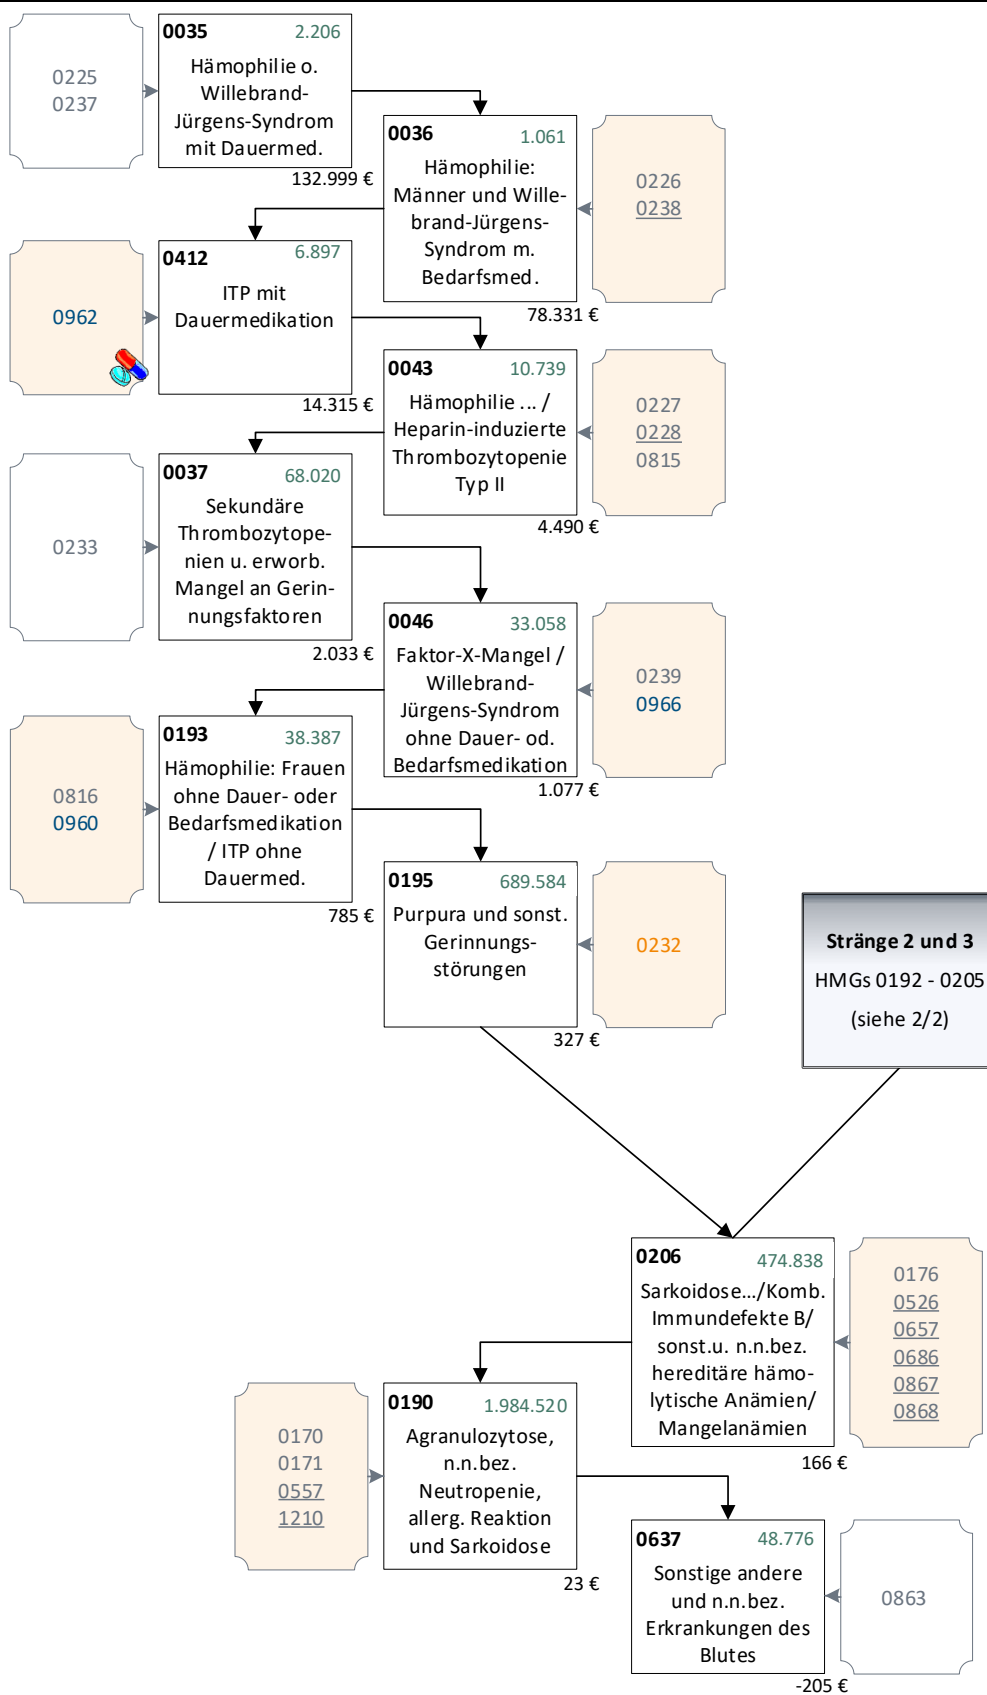 0225
0237
0035 2.206
Hämophilie o.
Willebrand-
Jürgens-Syndrom
mit Dauermed.
132.999 €
0036 1.061
Hämophilie:
Männer und Wille-
brand-Jürgens-
Syndrom m.
Bedarfsmed.
78.331 €
0226
0238
0962
0412 6.897
ITP mit
Dauermedikation
14.315 €
0043 10.739
Hämophilie ... /
Heparin-induzierte
Thrombozytopenie
Typ II
4.490 €
0227
0228
0815
0233
0037 68.020
Sekundäre
Thrombozytope-
nien u. erworb.
Mangel an Gerin-
nungsfaktoren
2.033 €
0046 33.058
Faktor-X-Mangel /
Willebrand-
Jürgens-Syndrom
ohne Dauer- od.
Bedarfsmedikation
1.077 €
0239
0966
0816
0960
0193 38.387
Hämophilie: Frauen
ohne Dauer- oder
Bedarfsmedikation
/ ITP ohne
Dauermed.
785 €
0195 689.584
Purpura und sonst.
Gerinnungs-
störungen
327 €
0232
Stränge 2 und 3
HMGs 0192 - 0205
(siehe 2/2)
0206 474.838
Sarkoidose.../Komb.
Immundefekte B/
sonst.u. n.n.bez.
hereditäre hämo-
lytische Anämien/
Mangelanämien
166 €
0176
0526
0657
0686
0867
0868
0170
0171
0557
1210
0190 1.984.520
Agranulozytose,
n.n.bez.
Neutropenie,
allerg. Reaktion
und Sarkoidose
23 €
0637 48.776
Sonstige andere
und n.n.bez.
Erkrankungen des
Blutes
-205 €
0863